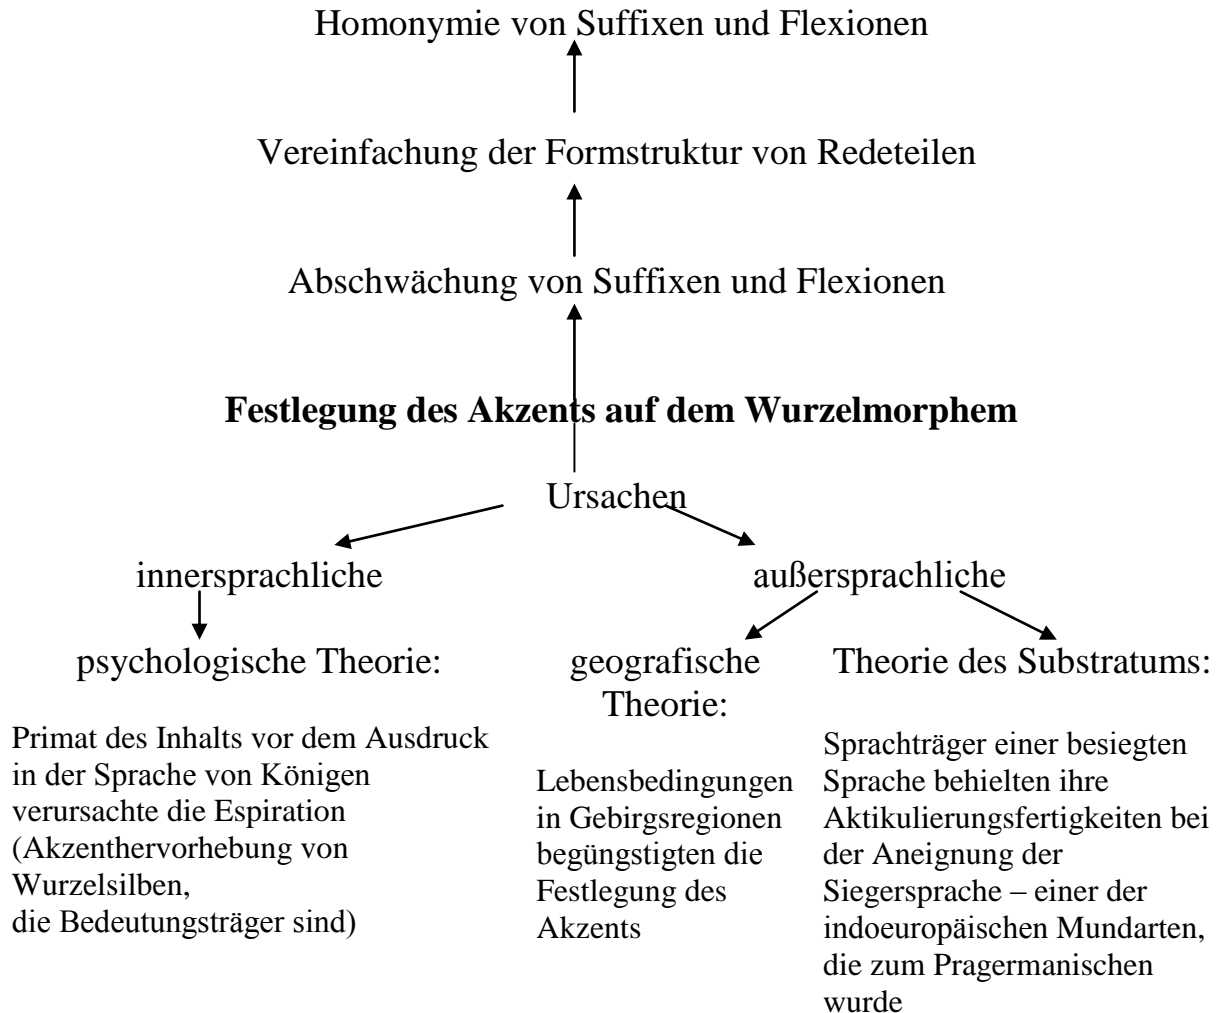 Homonymie von Suffixen und Flexionen
Vereinfachung der Formstruktur von Redeteilen
Abschwächung von Suffixen und Flexionen
Festlegung des Akzents auf dem Wurzelmorphem
Ursachen
innersprachliche
außersprachliche
psychologische Theorie:
Primat des Inhalts vor dem Ausdruck
in der Sprache von Königen
verursachte die Espiration
(Akzenthervorhebung von
Wurzelsilben,
die Bedeutungsträger sind)
geografische
Theorie:
Lebensbedingungen
in Gebirgsregionen
begüngstigten die
Festlegung des
Akzents
Theorie des Substratums:
Sprachträger einer besiegten
Sprache behielten ihre
Aktikulierungsfertigkeiten bei
der Aneignung der
Siegersprache – einer der
indoeuropäischen Mundarten,
die zum Pragermanischen
wurde